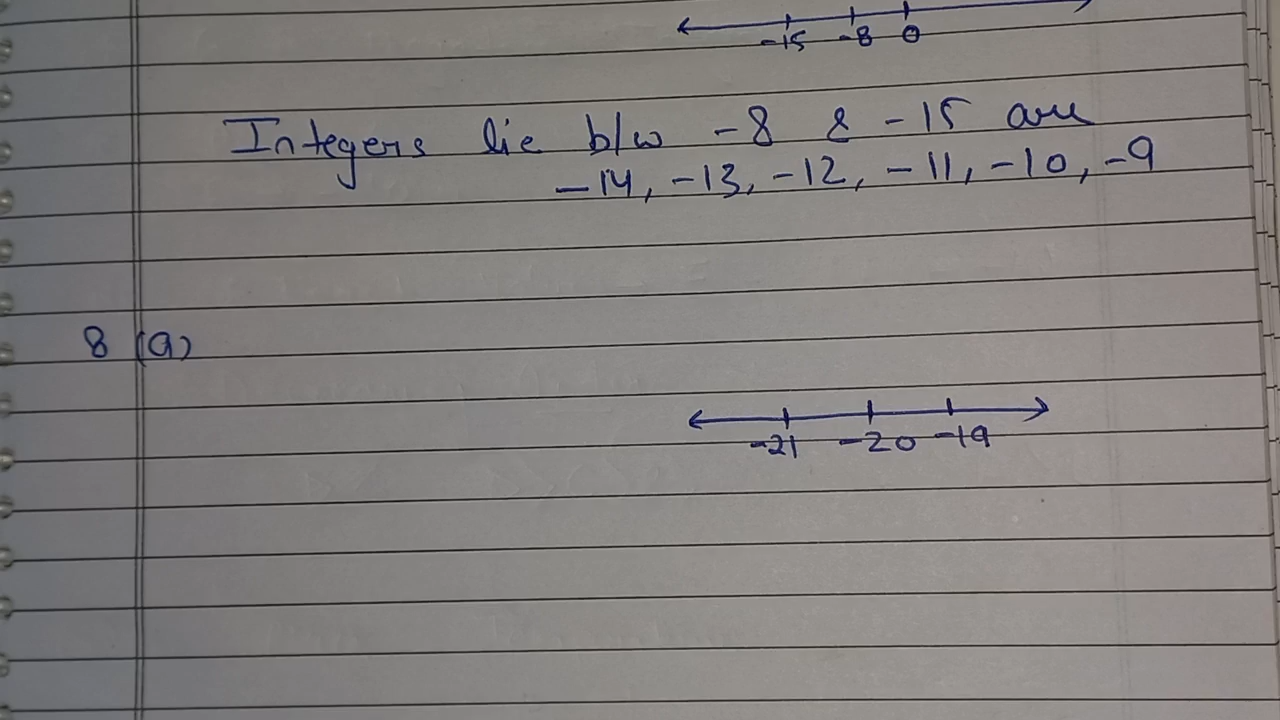 -15 -8 0
Integers lie b/w -8 & -15 are
-14, -13, -12, -11, -10, -9
8 (a)
-21 -20 -19